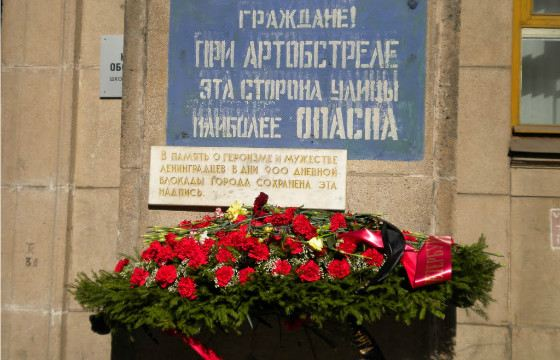 ГРАЖДАНЕ!
ПРИ АРТОБСТРЕЛЕ
ЭТА СТОРОНА УЛИЦЫ
НАИБОЛЕЕ ОПАСНА
В ПАМЯТЬ О ГЕРОИЗМЕ И МУЖЕСТВЕ
ЛЕНИНГРАДЦЕВ В ДНИ 900 ДНЕВНОЙ
БЛОКАДЫ ГОРОДА СОХРАНЕНА ЭТА
НАДПИСЬ.